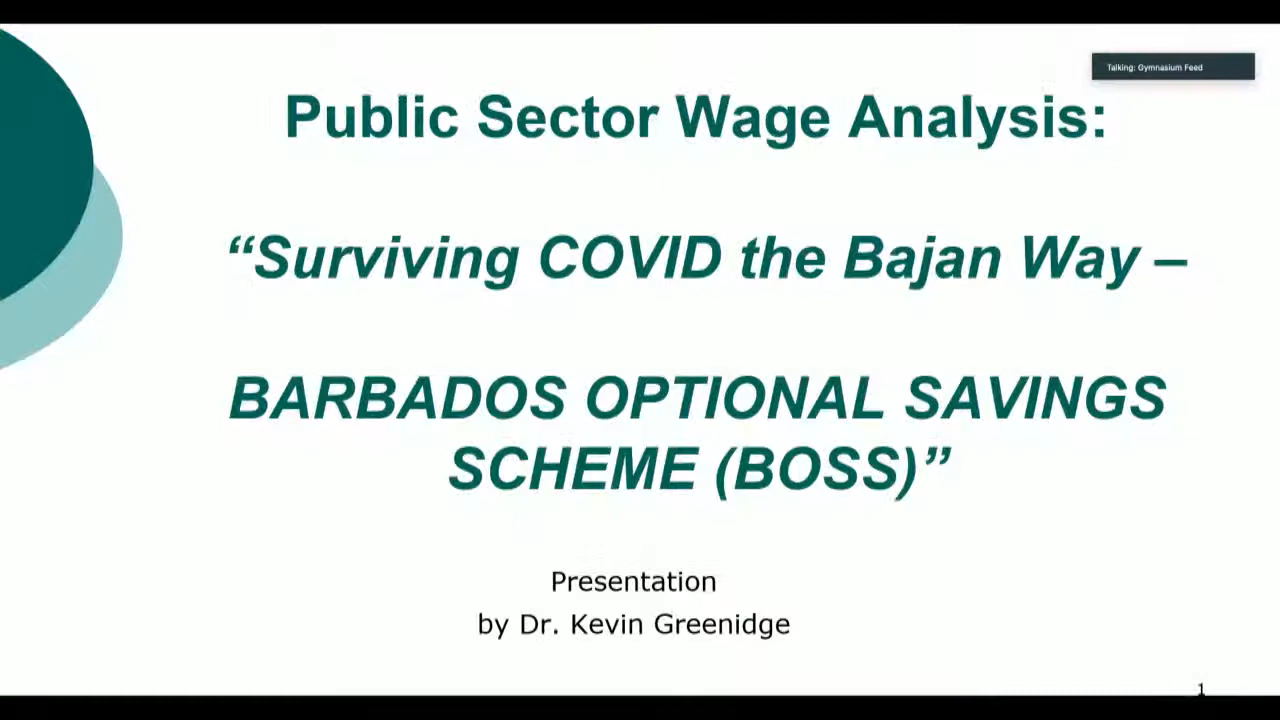 Talking: Gymnasium Feed
Public Sector Wage Analysis:
“Surviving COVID the Bajan Way –
BARBADOS OPTIONAL SAVINGS
SCHEME (BOSS)”
Presentation
by Dr. Kevin Greenidge
1